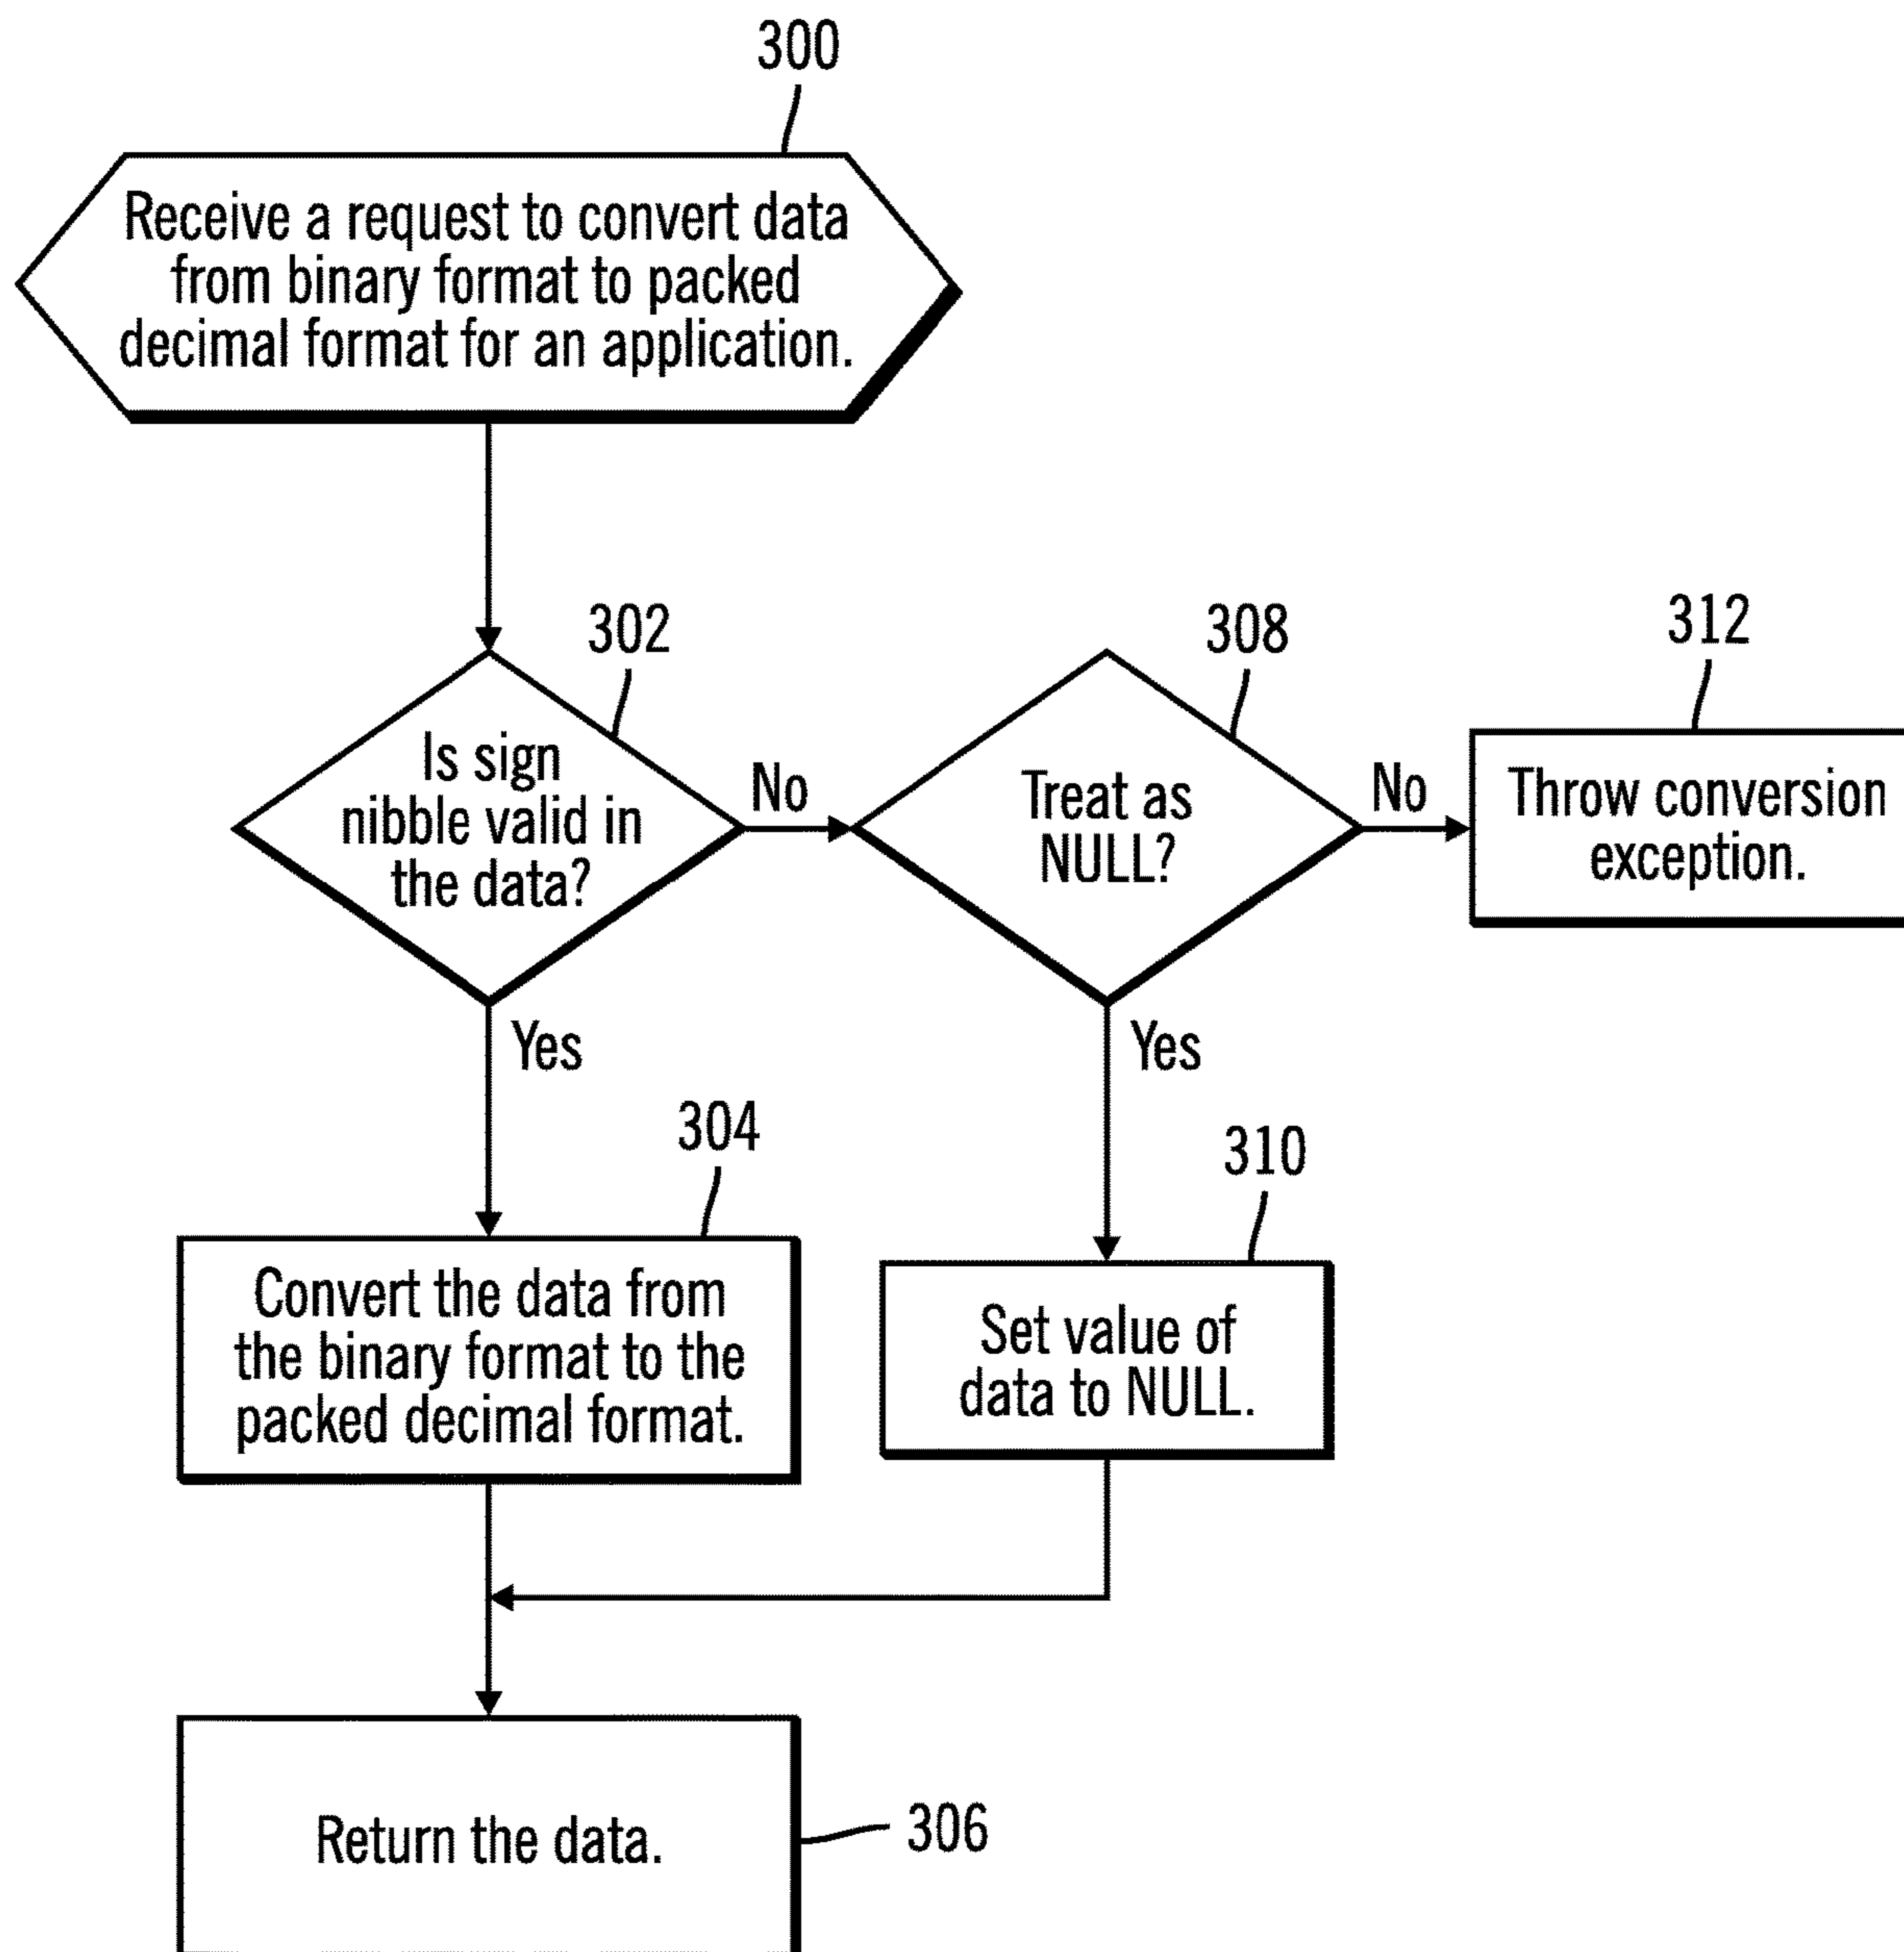 300
Receive a request to convert data
from binary format to packed
decimal format for an application.
302
Is sign
nibble valid in
the data?
No
308
Treat as
NULL?
No
312
Throw conversion
exception.
Yes
Yes
304
Convert the data from
the binary format to the
packed decimal format.
310
Set value of
data to NULL.
Return the data.
306